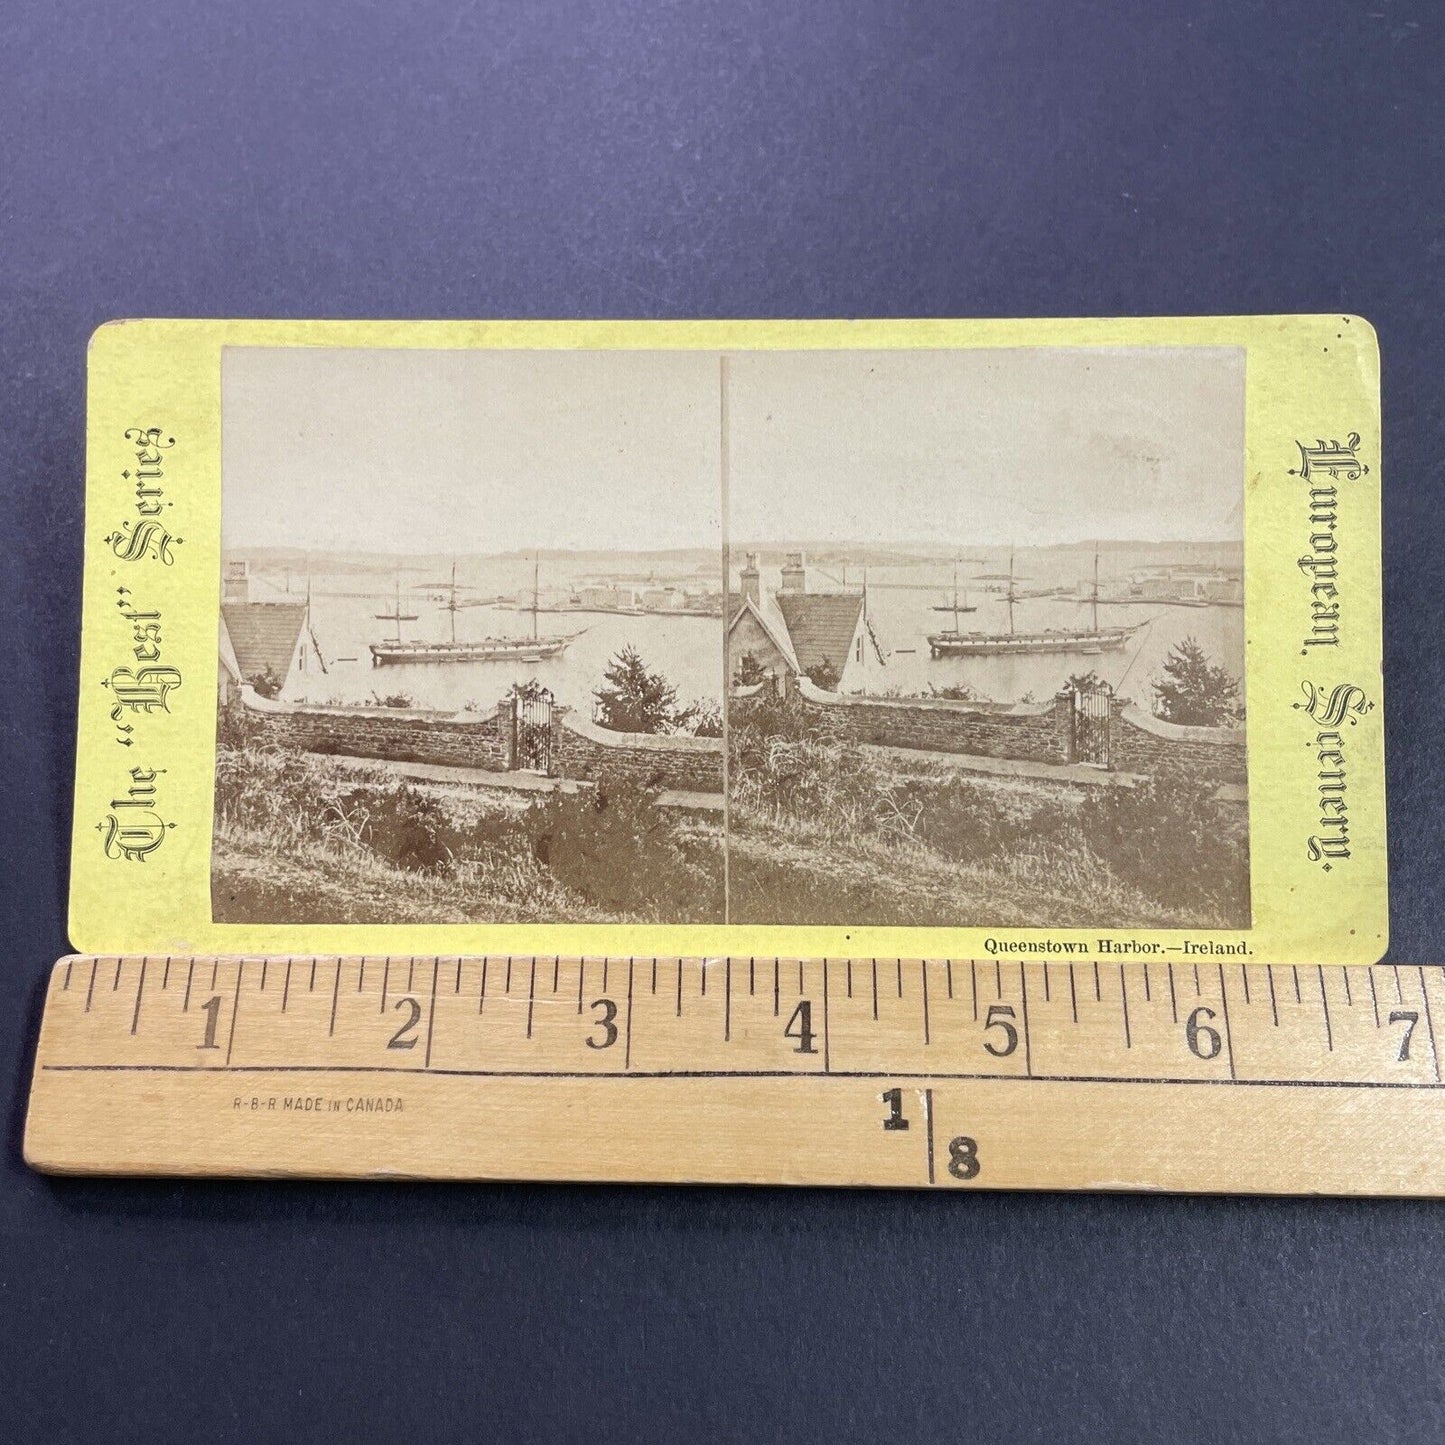 The "Best" Series
European Scenery.
Queenstown Harbor.—Ireland.
1 2 3 4 5 6 7
R-B-R MADE IN CANADA
1
8